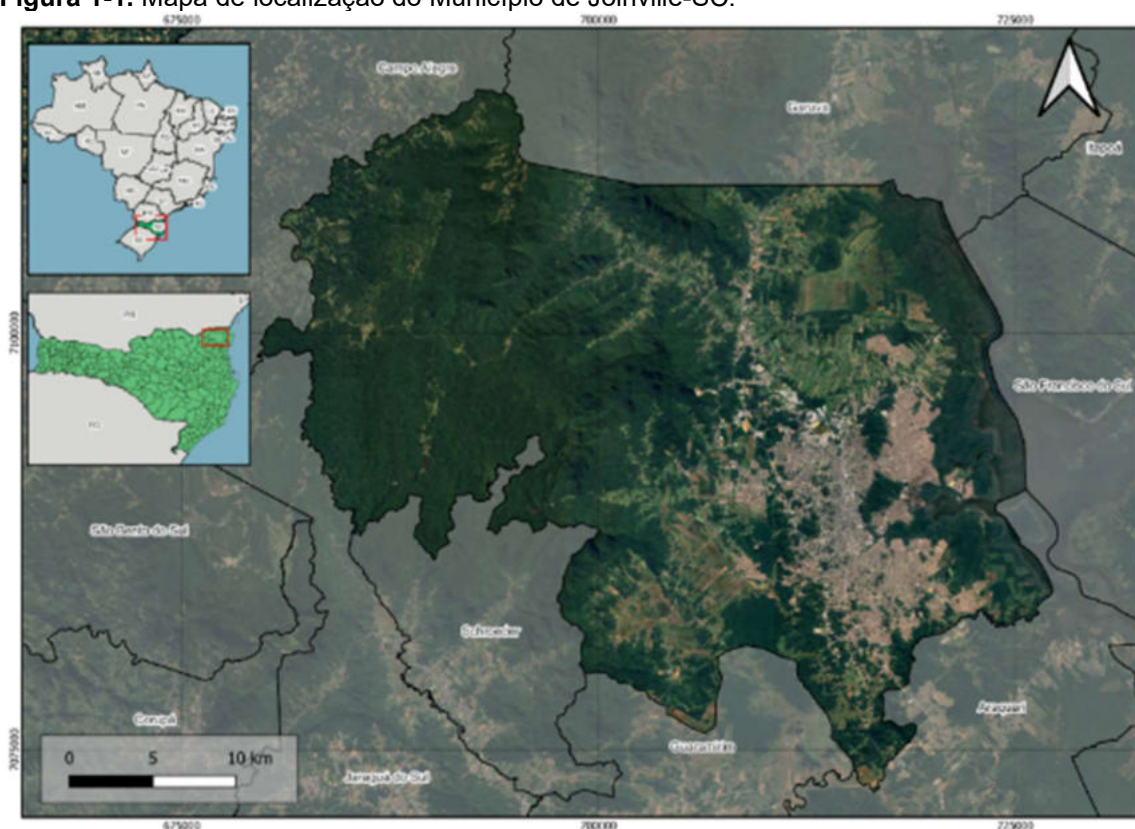 Figura 1-1. Mapa de localização do Município de Joinville-SC.
675000 700000 725000
Campo Alegre
Garuva
Itapoá
7100000
São Francisco do Sul
São Bento do Sul
Schroeder
Araquari
Corupá
Guaramirim
7075000
0 5 10 km
Jaraguá do Sul
675000 700000 725000